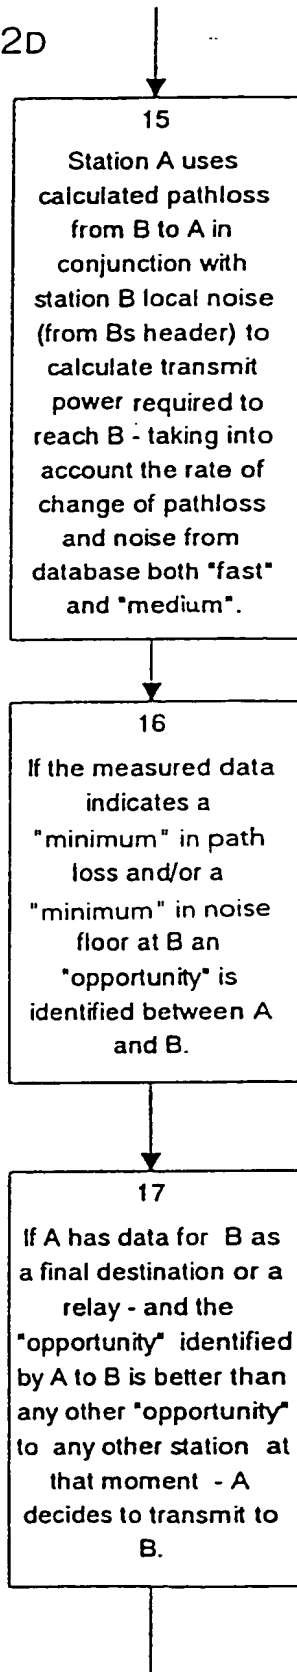 2D
15
Station A uses
calculated pathloss
from B to A in
conjunction with
station B local noise
(from Bs header) to
calculate transmit
power required to
reach B - taking into
account the rate of
change of pathloss
and noise from
database both "fast"
and "medium".
16
If the measured data
indicates a
"minimum" in path
loss and/or a
"minimum" in noise
floor at B an
"opportunity" is
identified between A
and B.
17
If A has data for B as
a final destination or a
relay - and the
"opportunity" identified
by A to B is better than
any other "opportunity"
to any other station at
that moment - A
decides to transmit to
B.